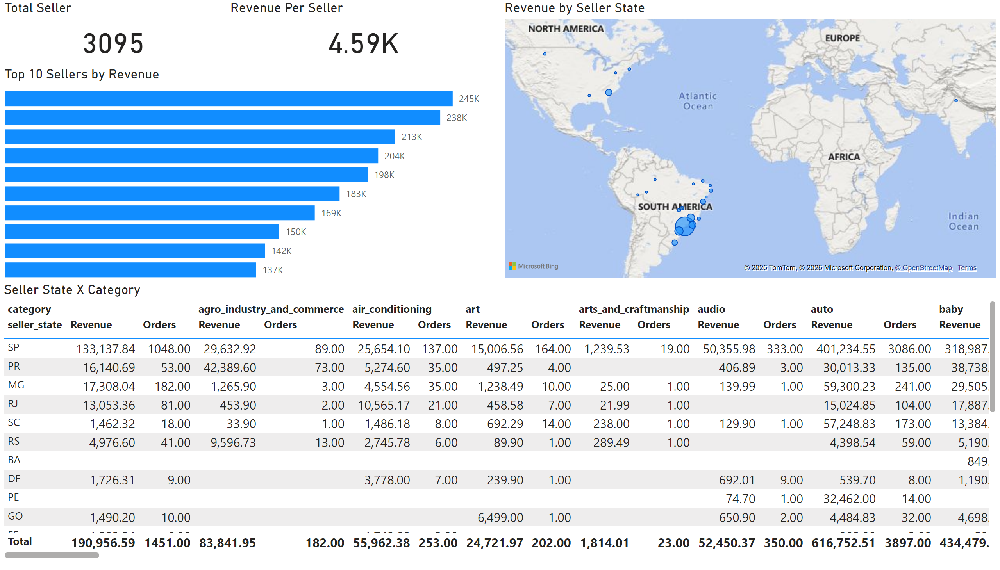 Total Seller
3095
Revenue Per Seller
4.59K
Top 10 Sellers by Revenue
245K
238K
213K
204K
198K
183K
169K
150K
142K
137K
Revenue by Seller State
NORTH AMERICA
EUROPE
Atlantic
Ocean
AFRICA
SOUTH AMERICA
Indian
Ocean
Microsoft Bing
© 2026 TomTom, © 2026 Microsoft Corporation, © OpenStreetMap Terms
Seller State X Category
category agro_industry_and_commerce air_conditioning art arts_and_craftmanship audio auto baby
seller_state Revenue Orders Revenue Orders Revenue Orders Revenue Orders Revenue Orders Revenue Orders Revenue Orders Revenue
SP 133,137.84 1048.00 29,632.92 89.00 25,654.10 137.00 15,006.56 164.00 1,239.53 19.00 50,355.98 333.00 401,234.55 3086.00 318,987.
PR 16,140.69 53.00 42,389.60 73.00 5,274.60 35.00 497.25 4.00 406.89 3.00 30,013.33 135.00 38,738.
MG 17,308.04 182.00 1,265.90 3.00 4,554.56 35.00 1,238.49 10.00 25.00 1.00 139.99 1.00 59,300.23 241.00 29,505.
RJ 13,053.36 81.00 453.90 2.00 10,565.17 21.00 458.58 7.00 21.99 1.00 15,024.85 104.00 17,887.
SC 1,462.32 18.00 33.90 1.00 1,486.18 8.00 692.29 14.00 238.00 1.00 129.90 1.00 57,248.83 173.00 13,384.
RS 4,976.60 41.00 9,596.73 13.00 2,745.78 6.00 89.90 1.00 289.49 1.00 4,398.54 59.00 5,190.
BA 849.
DF 1,726.31 9.00 3,778.00 7.00 239.90 1.00 692.01 9.00 539.70 8.00 1,190.
PE 74.70 1.00 32,462.00 14.00
GO 1,490.20 10.00 6,499.00 1.00 650.90 2.00 4,484.83 32.00 4,698.
Total 190,956.59 1451.00 83,841.95 182.00 55,962.38 253.00 24,721.97 202.00 1,814.01 23.00 52,450.37 350.00 616,752.51 3897.00 434,479.